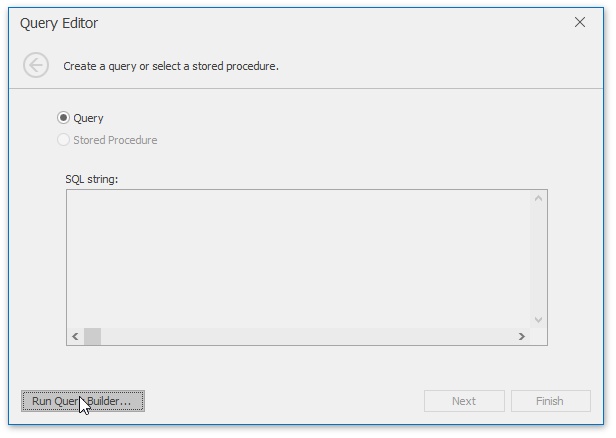 Query Editor
Create a query or select a stored procedure.
Query
Stored Procedure
SQL string:
Run Query Builder...
Next
Finish